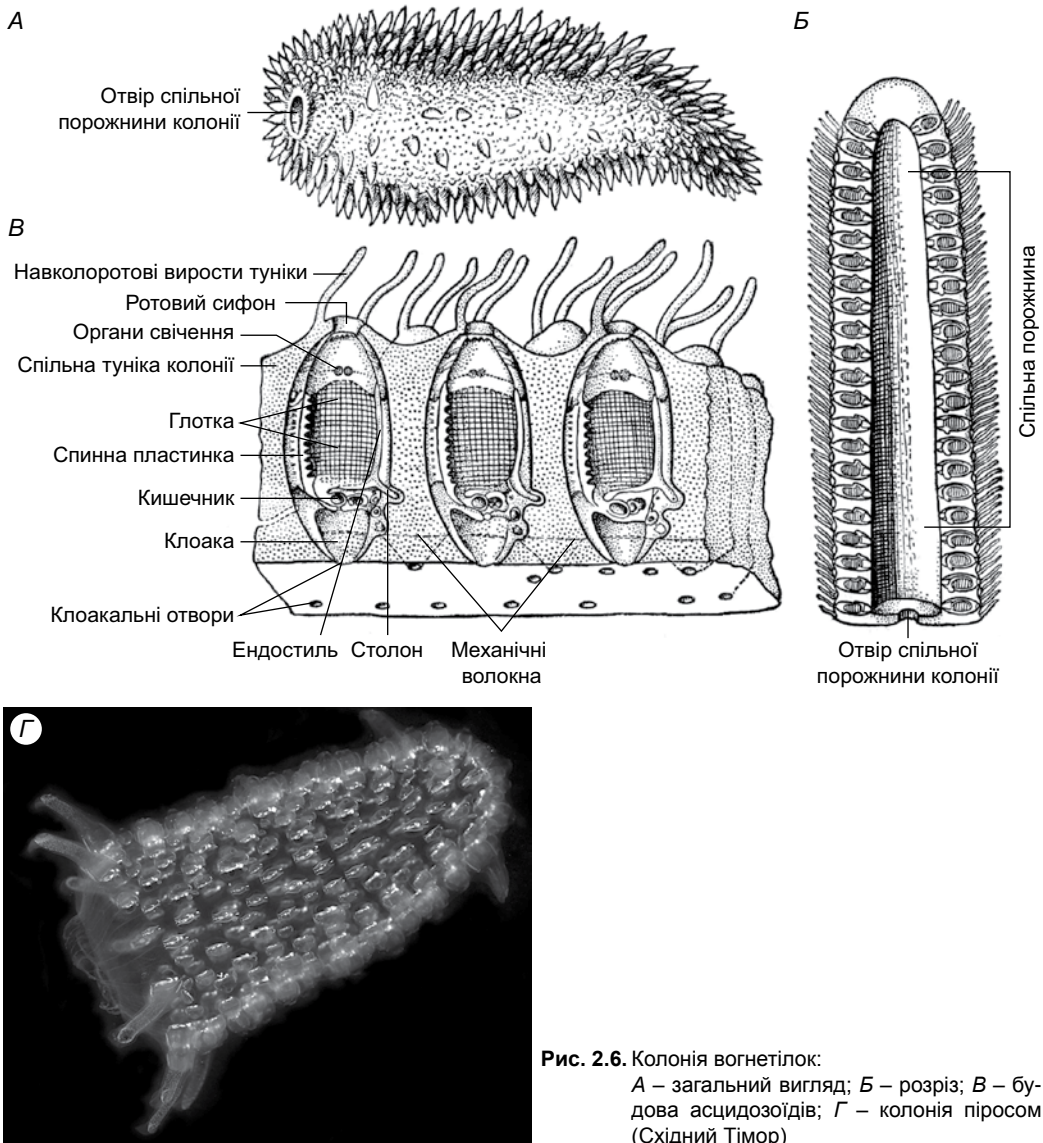 А
Отвір спільної
порожнини колонії
Б
Спільна порожнина
Отвір спільної
порожнини колонії
В
Навколоротові вирости туніки
Ротовий сифон
Органи свічення
Спільна туніка колонії
Глотка
Спинна пластинка
Кишечник
Клоака
Клоакальні отвори
Ендостиль
Столон
Механічні
волокна
Г
Рис. 2.6. Колонія вогнетілок:
А – загальний вигляд; Б – розріз; В – бу-
дова асцидозоїдів; Г – колонія піросом
(Східний Тімор)